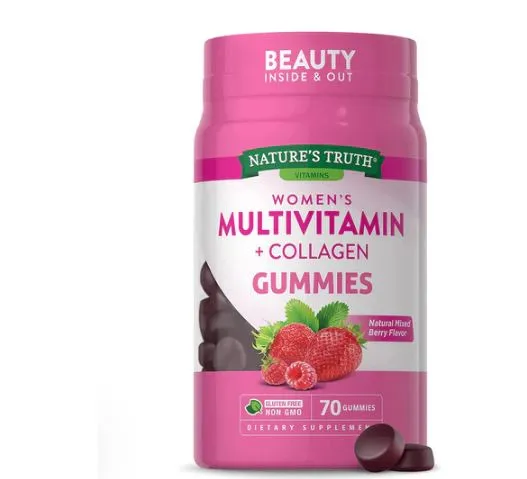 BEAUTY
INSIDE & OUT
NATURE'S TRUTH®
VITAMINS
WOMEN'S
MULTIVITAMIN
+ COLLAGEN
GUMMIES
Natural Mixed
Berry Flavor
GLUTEN FREE
NON GMO
70 GUMMIES
DIETARY SUPPLEMENT